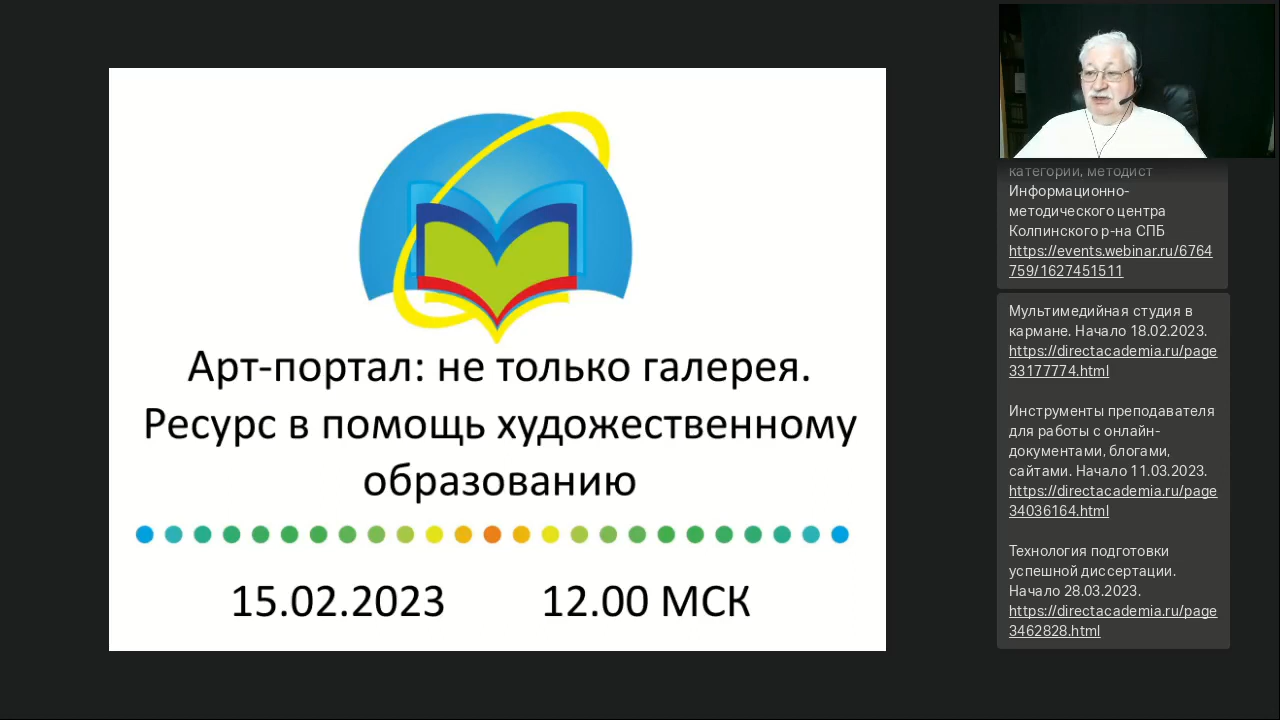 Арт-портал: не только галерея.
Ресурс в помощь художественному
образованию
15.02.2023 12.00 МСК
категории, методист
Информационно-
методического центра
Колпинского р-на СПБ
https://events.webinar.ru/6764
759/1627451511
Мультимедийная студия в
кармане. Начало 18.02.2023.
https://directacademia.ru/page
33177774.html
Инструменты преподавателя
для работы с онлайн-
документами, блогами,
сайтами. Начало 11.03.2023.
https://directacademia.ru/page
34036164.html
Технология подготовки
успешной диссертации.
Начало 28.03.2023.
https://directacademia.ru/page
3462828.html